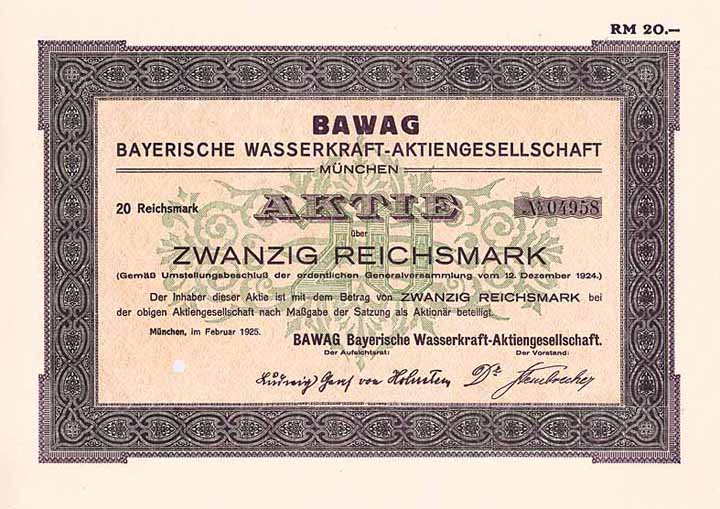 RM 20.—
BAWAG
BAYERISCHE WASSERKRAFT-AKTIENGESELLSCHAFT
MÜNCHEN
20 Reichsmark AKTIE № 04958
über
ZWANZIG REICHSMARK
(Gemäß Umstellungsbeschluß der ordentlichen Generalversammlung vom 12. Dezember 1924.)
Der Inhaber dieser Aktie ist mit dem Betrag von ZWANZIG REICHSMARK bei
der obigen Aktiengesellschaft nach Maßgabe der Satzung als Aktionär beteiligt.
München, im Februar 1925.
BAWAG Bayerische Wasserkraft-Aktiengesellschaft.
Der Aufsichtsrat: Der Vorstand:
Ludwig Graf von Holnstein Dr.
20